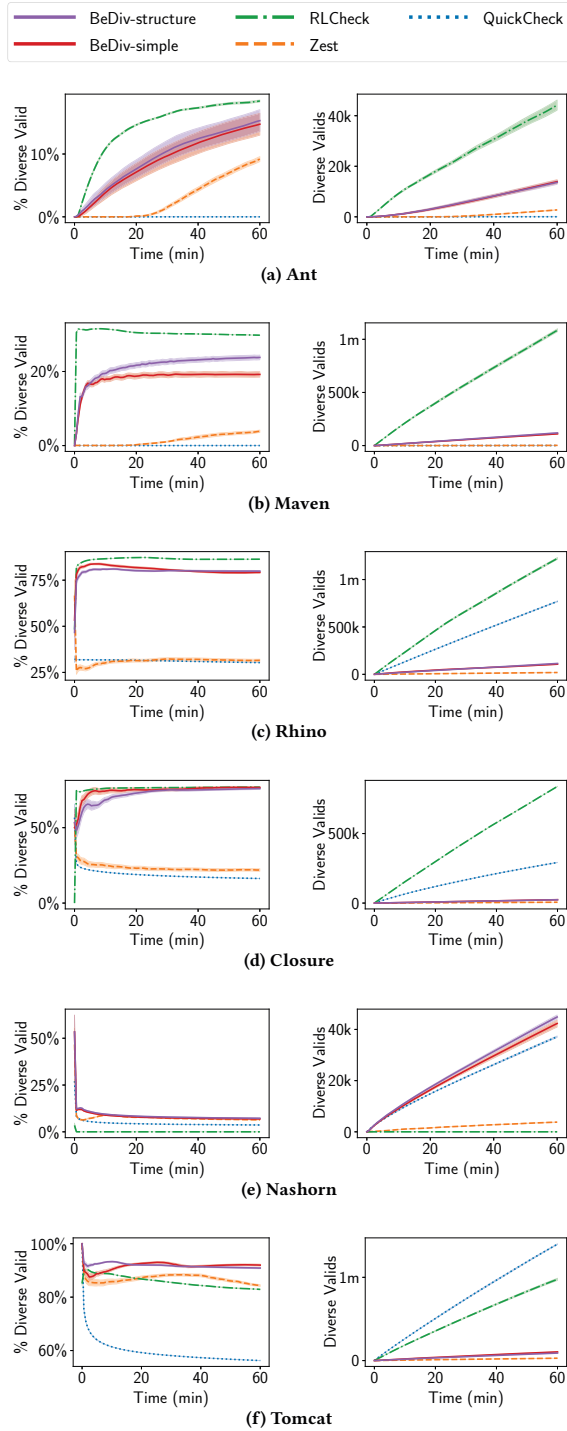 BeDiv-structure RLCheck QuickCheck
BeDiv-simple Zest
% Diverse Valid
10%
0%
0 20 40 60
Time (min)
Diverse Valids
40k
20k
0
0 20 40 60
Time (min)
(a) Ant
% Diverse Valid
20%
0%
0 20 40 60
Time (min)
Diverse Valids
1m
500k
0
0 20 40 60
Time (min)
(b) Maven
% Diverse Valid
75%
50%
25%
0 20 40 60
Time (min)
Diverse Valids
1m
500k
0
0 20 40 60
Time (min)
(c) Rhino
% Diverse Valid
50%
0%
0 20 40 60
Time (min)
Diverse Valids
500k
0
0 20 40 60
Time (min)
(d) Closure
% Diverse Valid
50%
25%
0%
0 20 40 60
Time (min)
Diverse Valids
40k
20k
0
0 20 40 60
Time (min)
(e) Nashorn
% Diverse Valid
100%
80%
60%
0 20 40 60
Time (min)
Diverse Valids
1m
0
0 20 40 60
Time (min)
(f) Tomcat